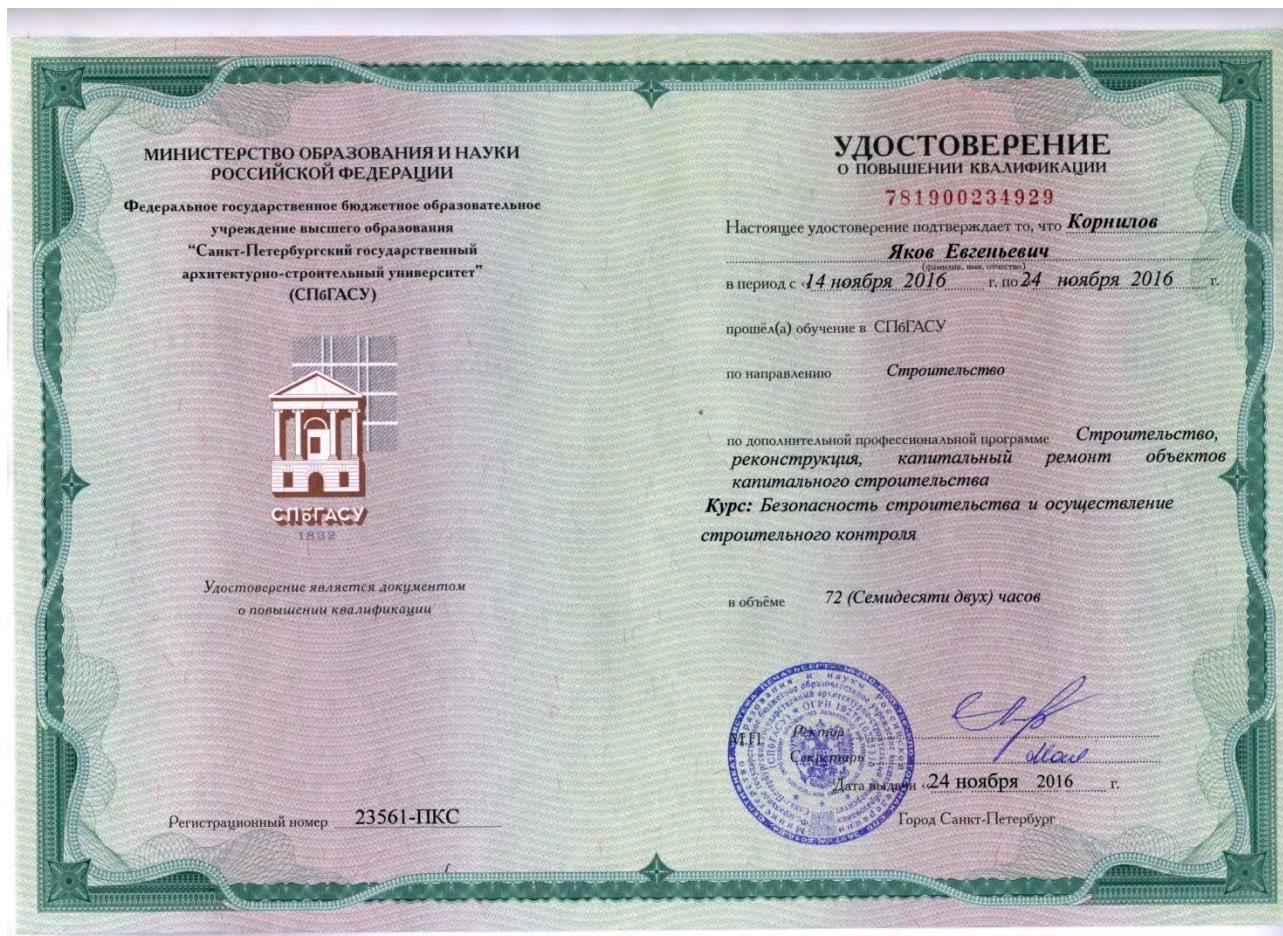 МИНИСТЕРСТВО ОБРАЗОВАНИЯ И НАУКИ
РОССИЙСКОЙ ФЕДЕРАЦИИ
Федеральное государственное бюджетное образовательное
учреждение высшего образования
"Санкт-Петербургский государственный
архитектурно-строительный университет"
(СПбГАСУ)
СПбГАСУ
1832
Удостоверение является документом
о повышении квалификации
Регистрационный номер 23561-ПКС
УДОСТОВЕРЕНИЕ
О ПОВЫШЕНИИ КВАЛИФИКАЦИИ
781900234929
Настоящее удостоверение подтверждает то, что Корнилов
Яков Евгеньевич
(фамилия, имя, отчество)
в период с «14 ноября 2016 г. по 24 ноября 2016 г.
прошёл(а) обучение в СПбГАСУ
по направлению Строительство
по дополнительной профессиональной программе Строительство,
реконструкция, капитальный ремонт объектов
капитального строительства
Курс: Безопасность строительства и осуществление
строительного контроля
в объёме 72 (Семидесяти двух) часов
М.П. Ректор
Секретарь
Дата выдачи «24 ноября 2016 г.
Город Санкт-Петербург